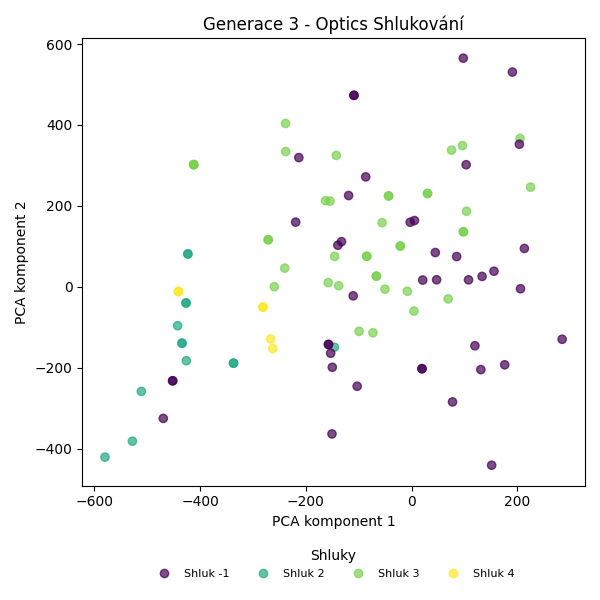 Generace 3 - Optics Shlukování
600
400
200
0
−200
−400
PCA komponent 2
−600
−400
−200
0
200
PCA komponent 1
Shluky
Shluk -1
Shluk 2
Shluk 3
Shluk 4